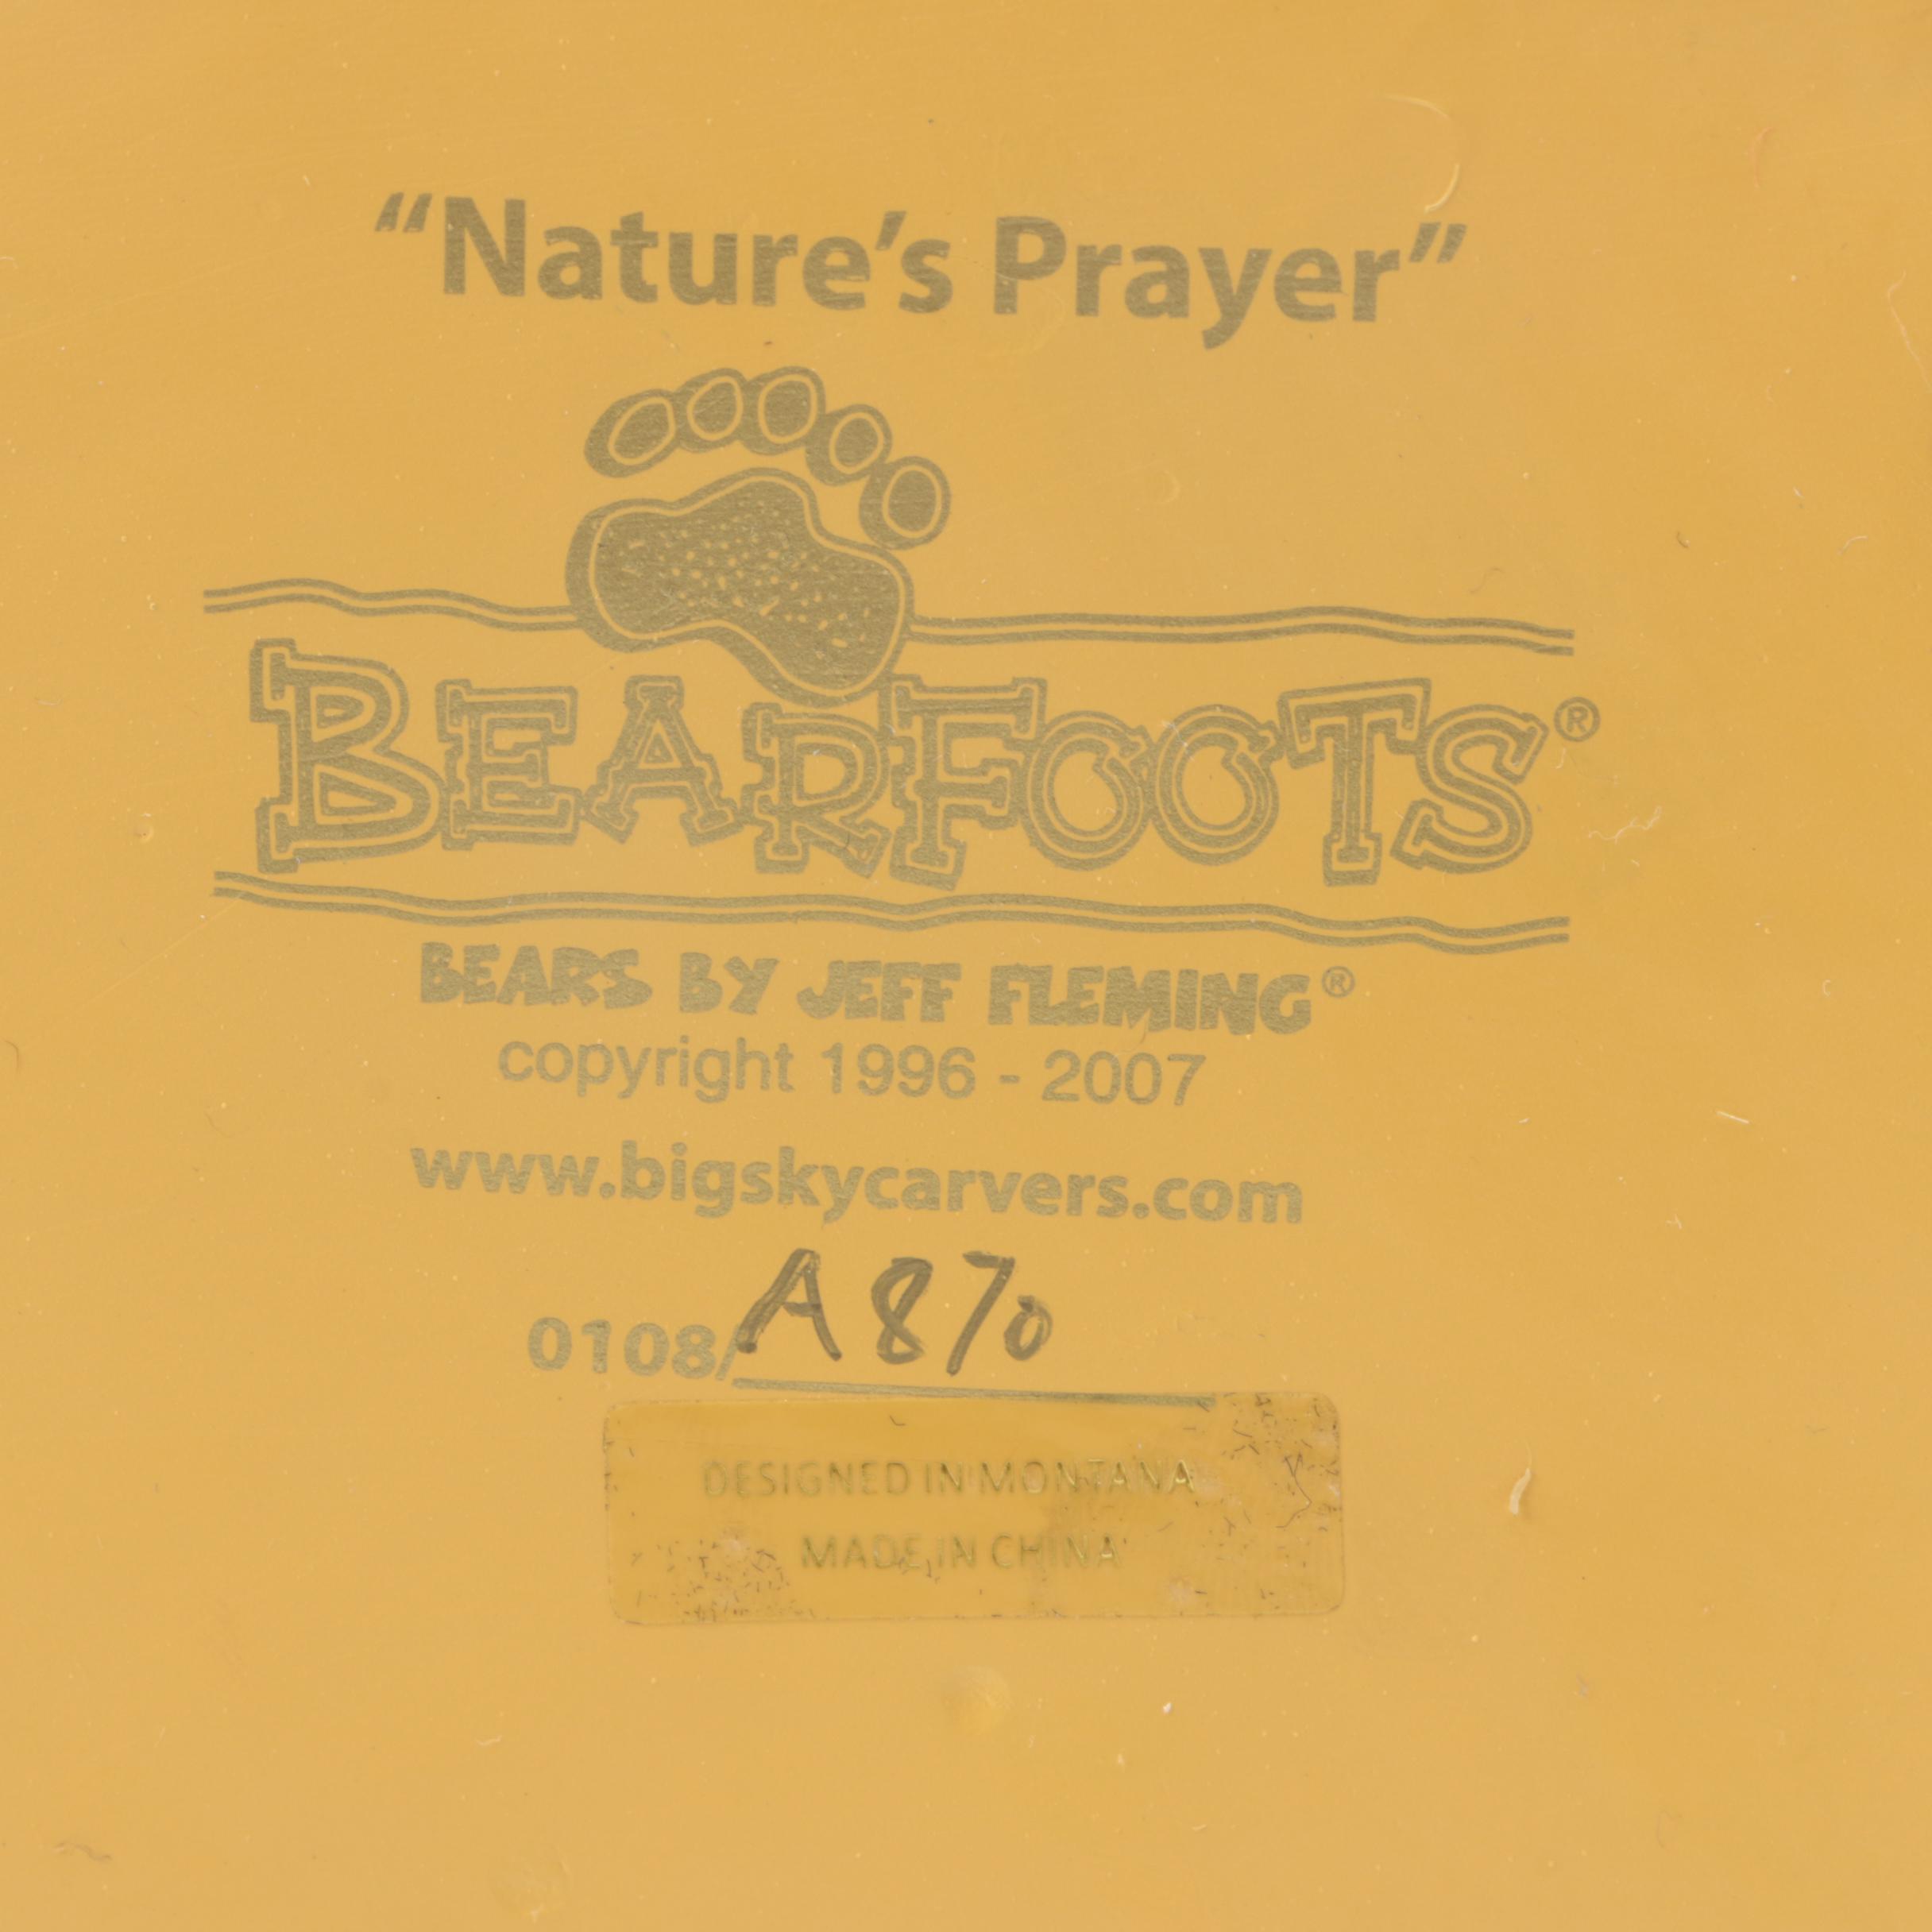 “Nature’s Prayer”
BEARFOOTS®
BEARS BY JEFF FLEMING®
copyright 1996 - 2007
www.bigskycarvers.com
0108/A870
DESIGNED IN MONTANA
MADE IN CHINA